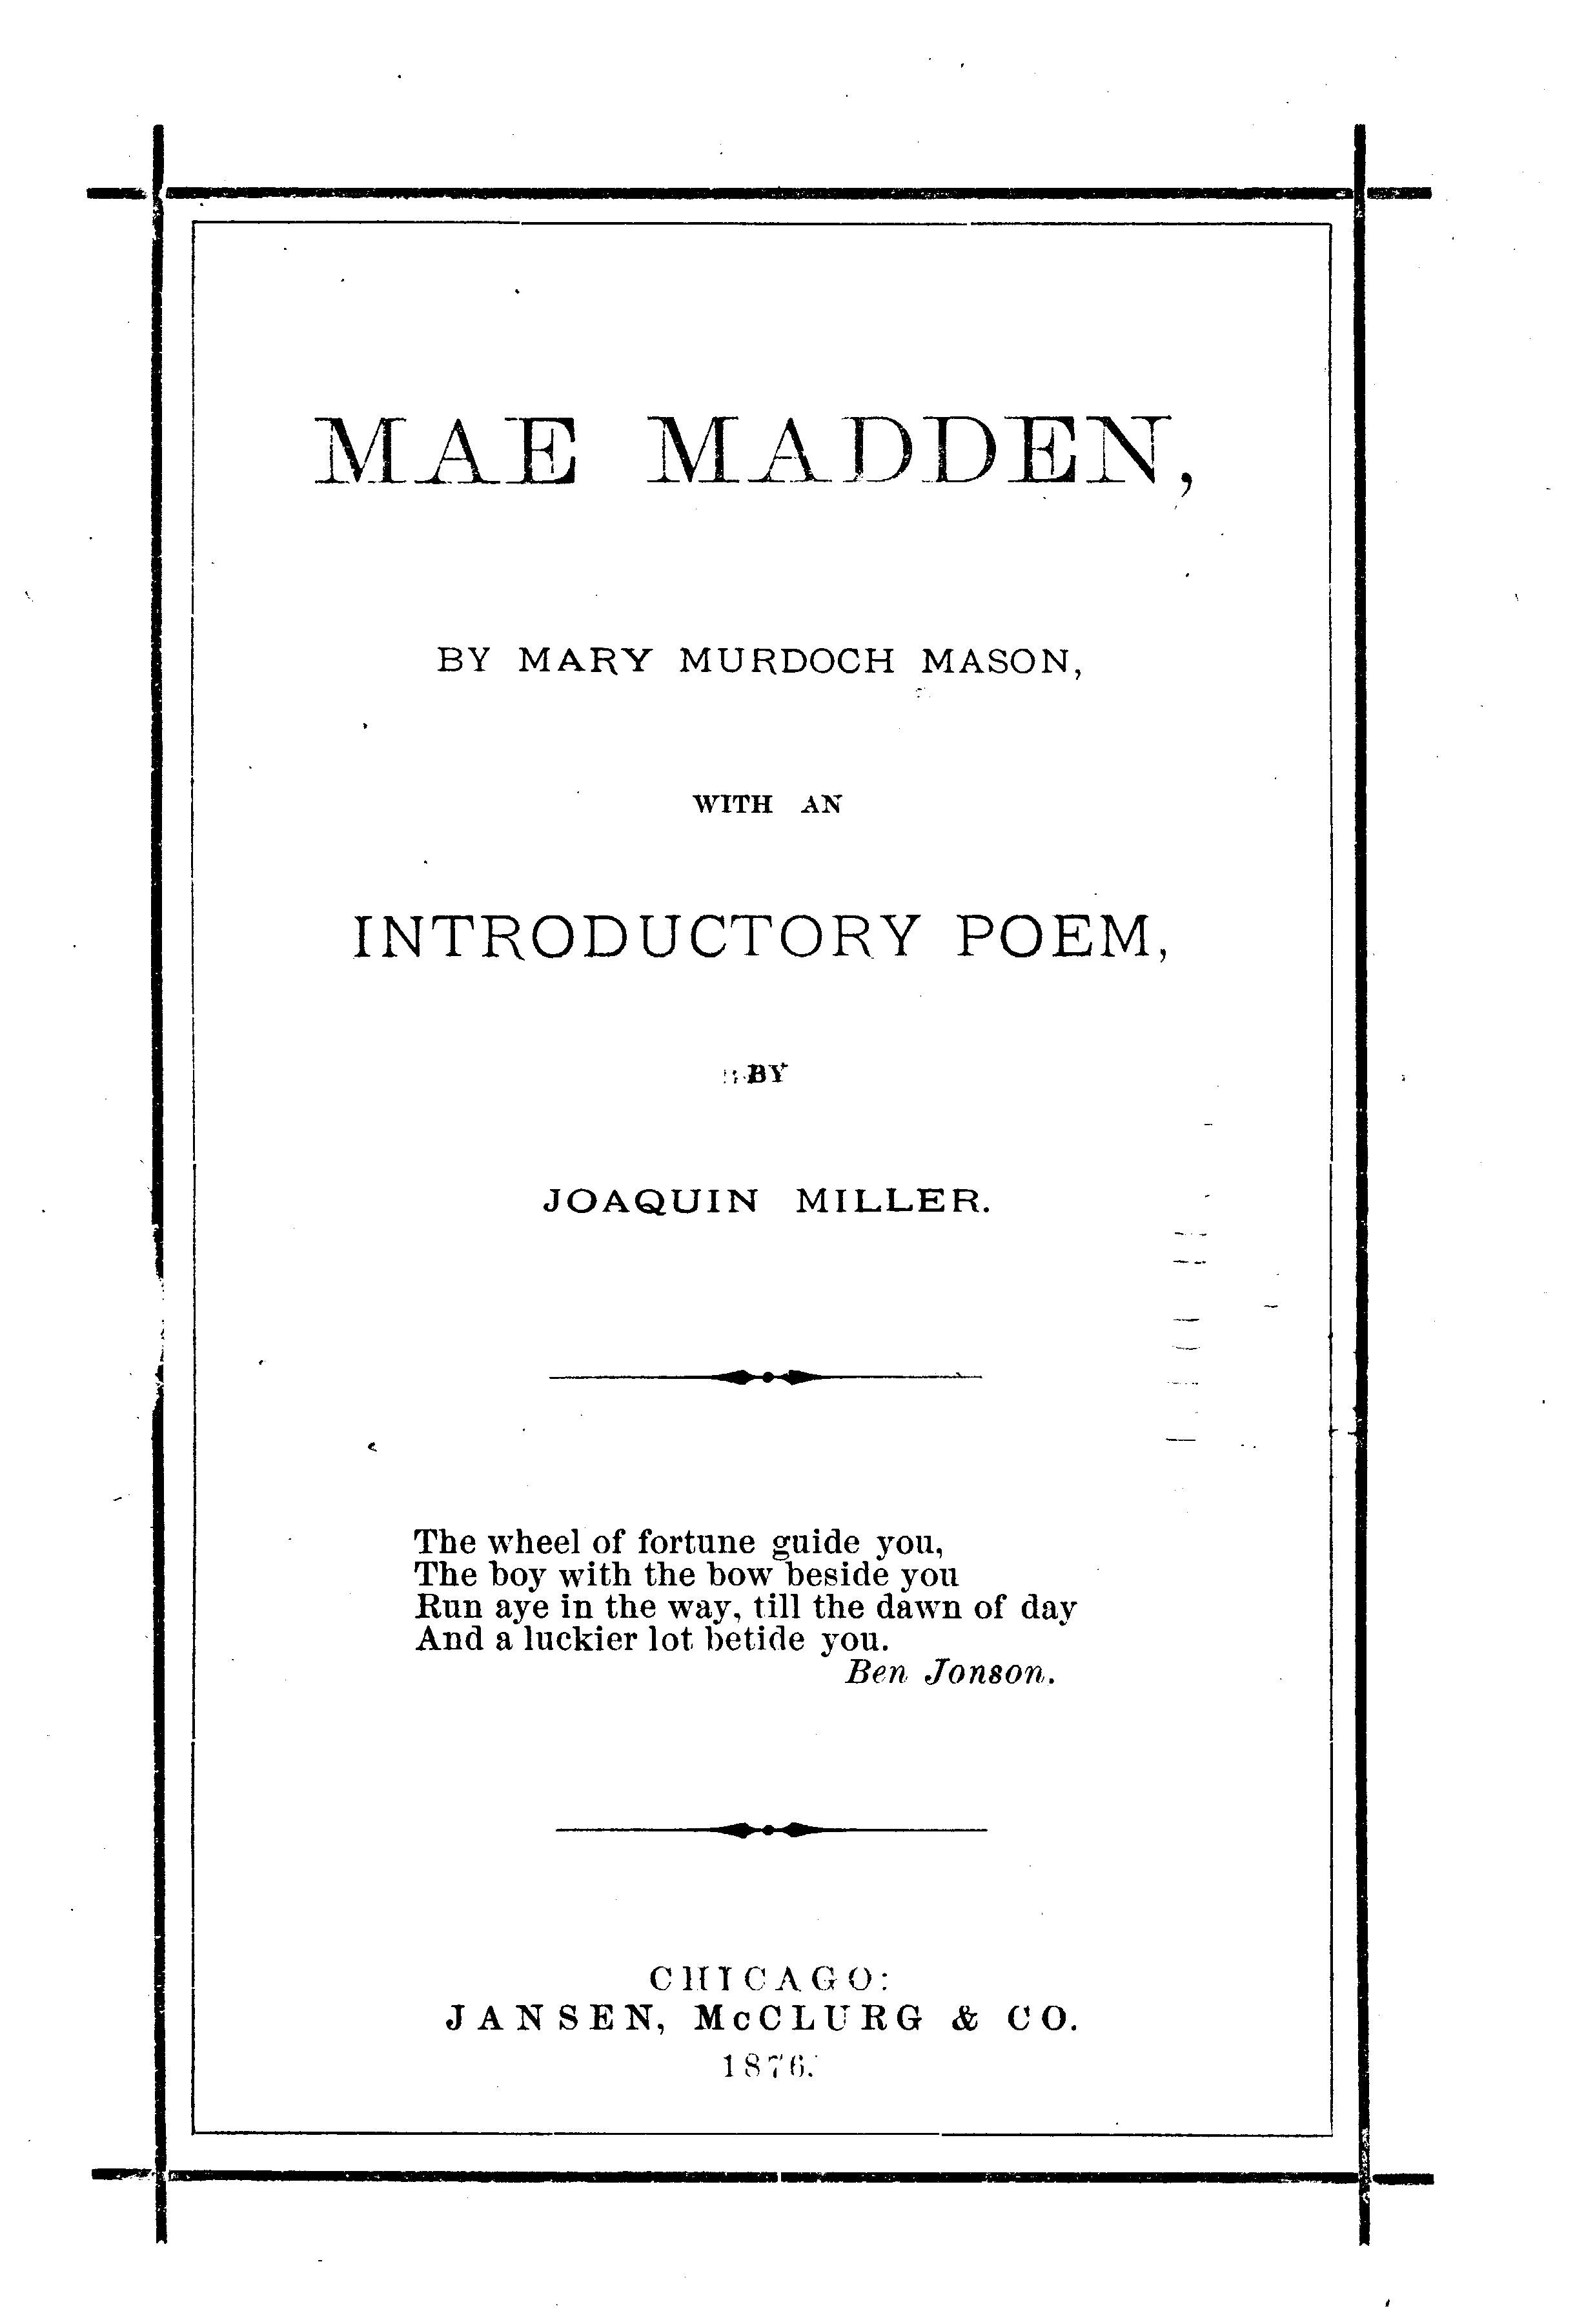 MAE MADDEN,
BY MARY MURDOCH MASON,
WITH AN
INTRODUCTORY POEM,
BY
JOAQUIN MILLER.
The wheel of fortune guide you,
The boy with the bow beside you
Run aye in the way, till the dawn of day
And a luckier lot betide you.
Ben Jonson.
CHICAGO:
JANSEN, McCLURG & CO.
1876.